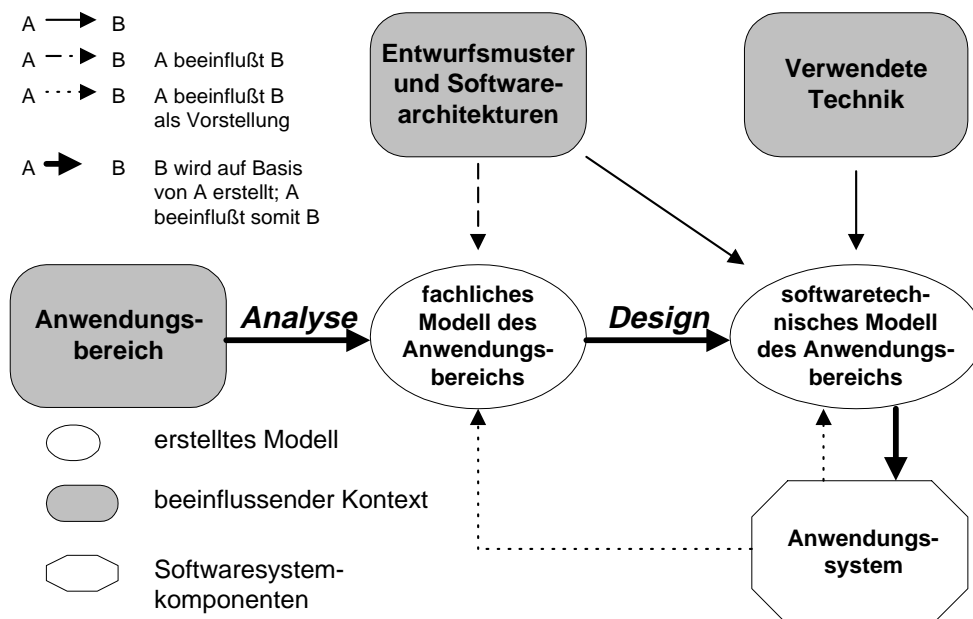 A B
A B A beeinflußt B
A B A beeinflußt B
als Vorstellung
A B B wird auf Basis
von A erstellt; A
beeinflußt somit B
Entwurfsmuster
und Software-
architekturen
Verwendete
Technik
Anwendungs-
bereich
Analyse
fachliches
Modell des
Anwendungs-
bereichs
Design
softwaretech-
nisches Modell
des Anwendungs-
bereichs
erstelltes Modell
beeinflussender Kontext
Softwaresystem-
komponenten
Anwendungs-
system